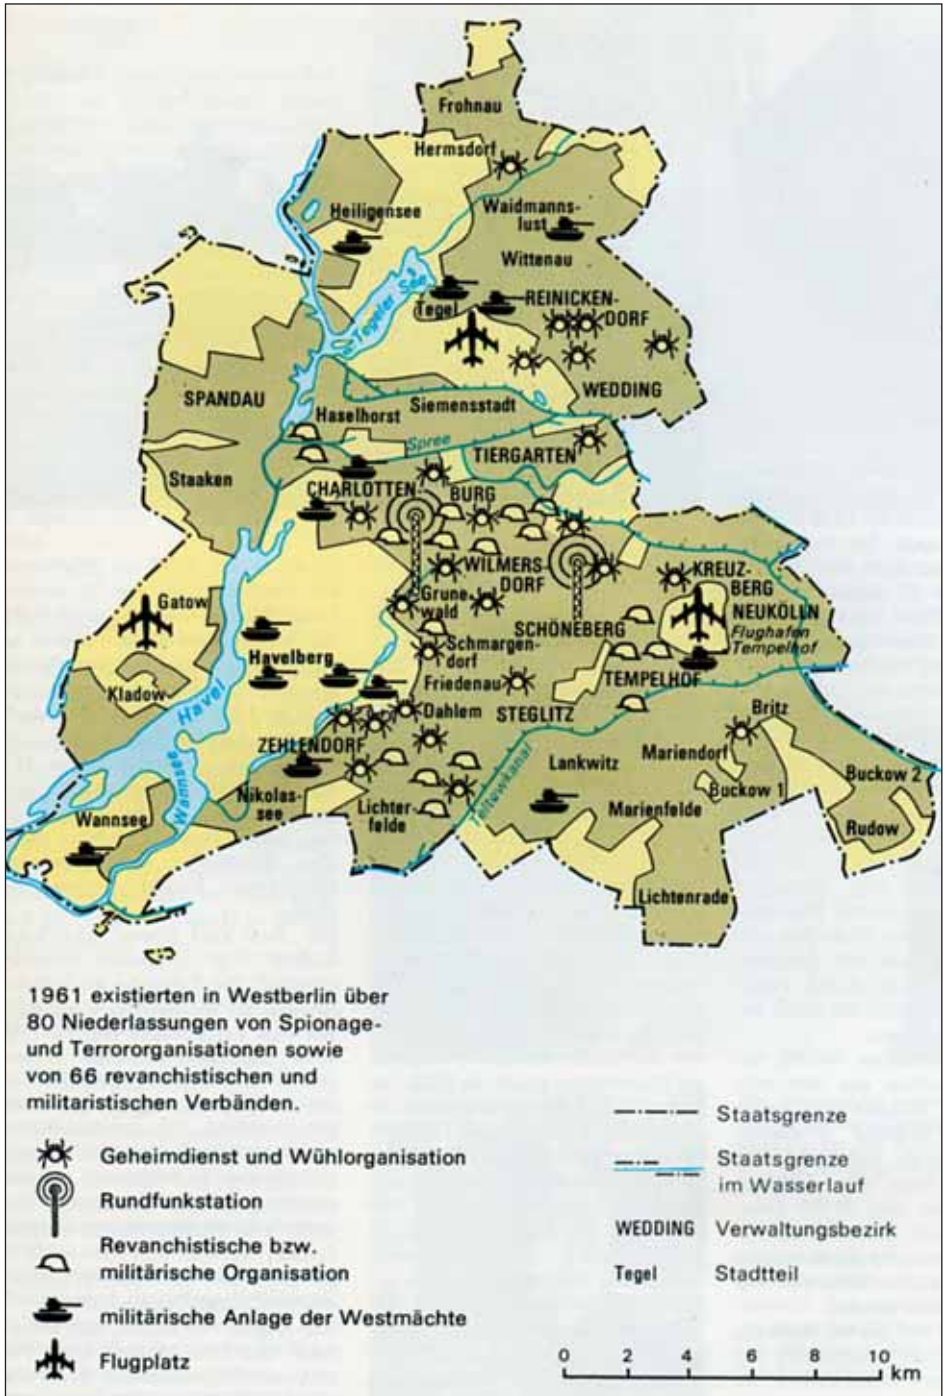 Frohnau
Hermsdorf
Heiligensee
Waidmanns-
lust
Wittenau
Tegeler See
Tegel
REINICKEN-
DORF
SPANDAU
WEDDING
Haselhorst
Siemensstadt
Spree
TIERGARTEN
Staaken
CHARLOTTEN-
BURG
WILMERS-
DORF
KREUZ-
BERG
Gatow
Grune-
wald
SCHÖNEBERG
NEUKÖLLN
Flughafen
Tempelhof
Havelberg
Schmargen-
dorf
Kladow
Friedenau
TEMPELHOF
Havel
Dahlem
STEGLITZ
Britz
ZEHLENDORF
Mariendorf
Lankwitz
Wannsee
Teltowkanal
Buckow 2
Buckow 1
Nikolas-
see
Wannsee
Lichter-
felde
Marienfelde
Rudow
Lichtenrade
1961 existierten in Westberlin über
80 Niederlassungen von Spionage-
und Terrororganisationen sowie
von 66 revanchistischen und
militaristischen Verbänden.
Geheimdienst und Wühlorganisation
Rundfunkstation
Revanchistische bzw.
militärische Organisation
militärische Anlage der Westmächte
Flugplatz
Staatsgrenze
Staatsgrenze
im Wasserlauf
WEDDING Verwaltungsbezirk
Tegel Stadtteil
0 2 4 6 8 10
km